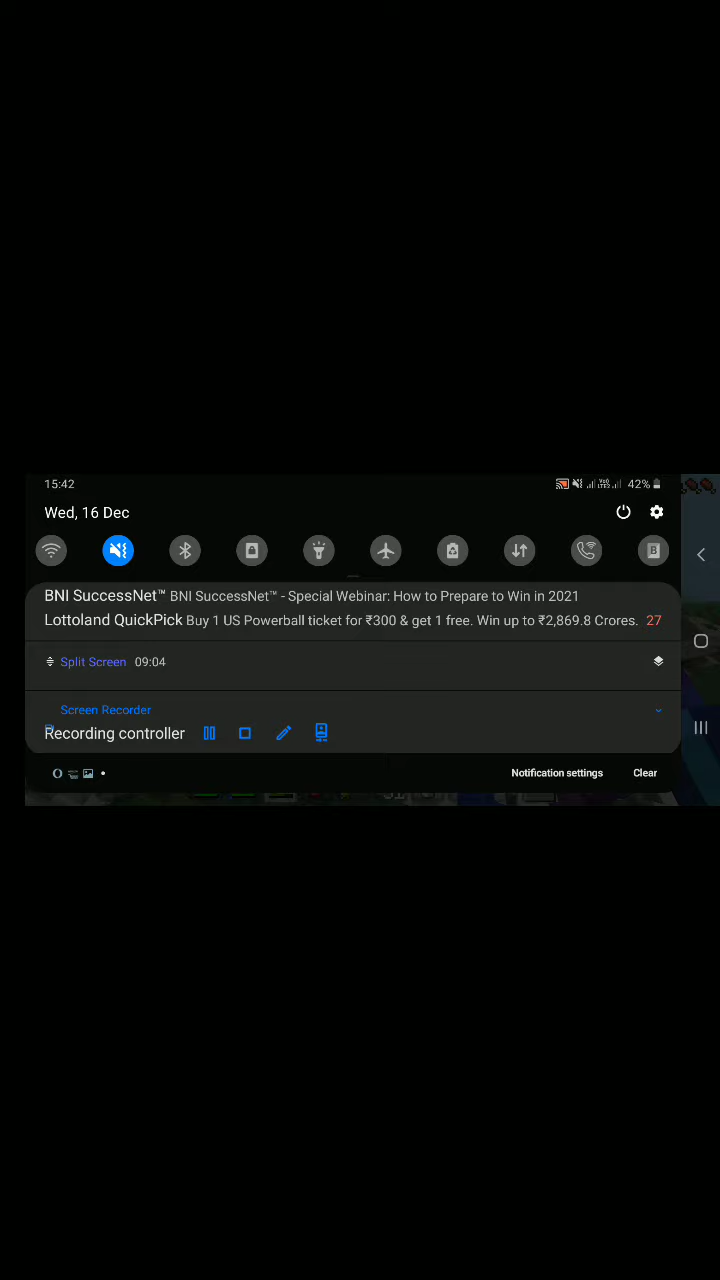 15:42 42%
Wed, 16 Dec
BNI SuccessNet™ BNI SuccessNet™ - Special Webinar: How to Prepare to Win in 2021
Lottoland QuickPick Buy 1 US Powerball ticket for ₹300 & get 1 free. Win up to ₹2,869.8 Crores. 27
Split Screen 09:04
Screen Recorder
Recording controller
Notification settings Clear